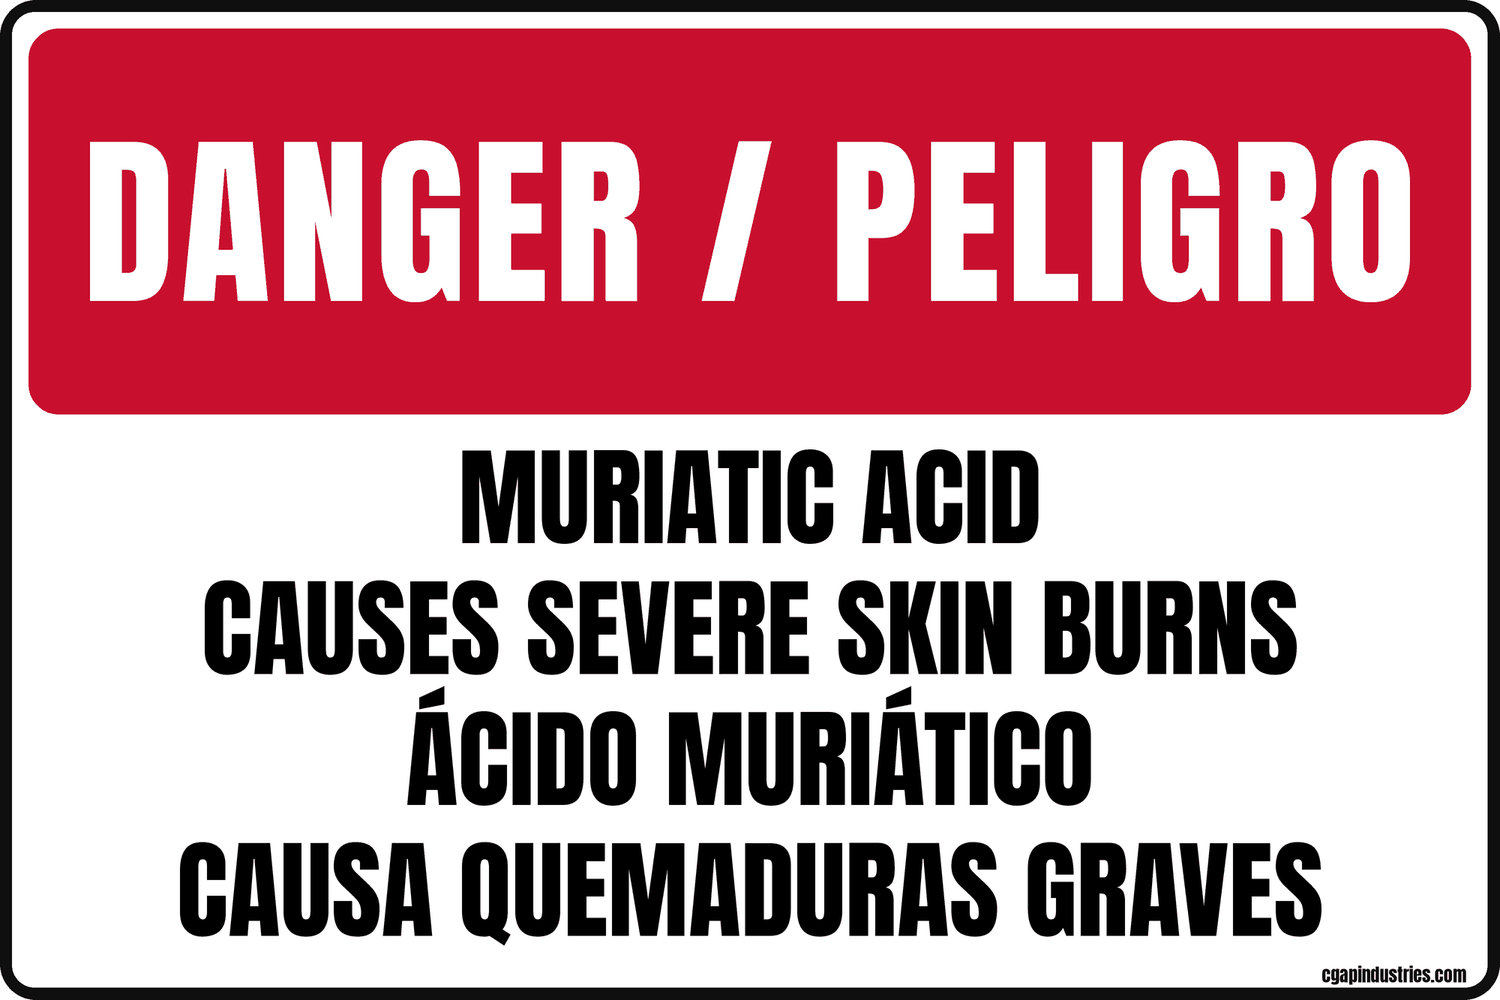 DANGER / PELIGRO
MURIATIC ACID
CAUSES SEVERE SKIN BURNS
ÁCIDO MURIÁTICO
CAUSA QUEMADURAS GRAVES
cgapindustries.com